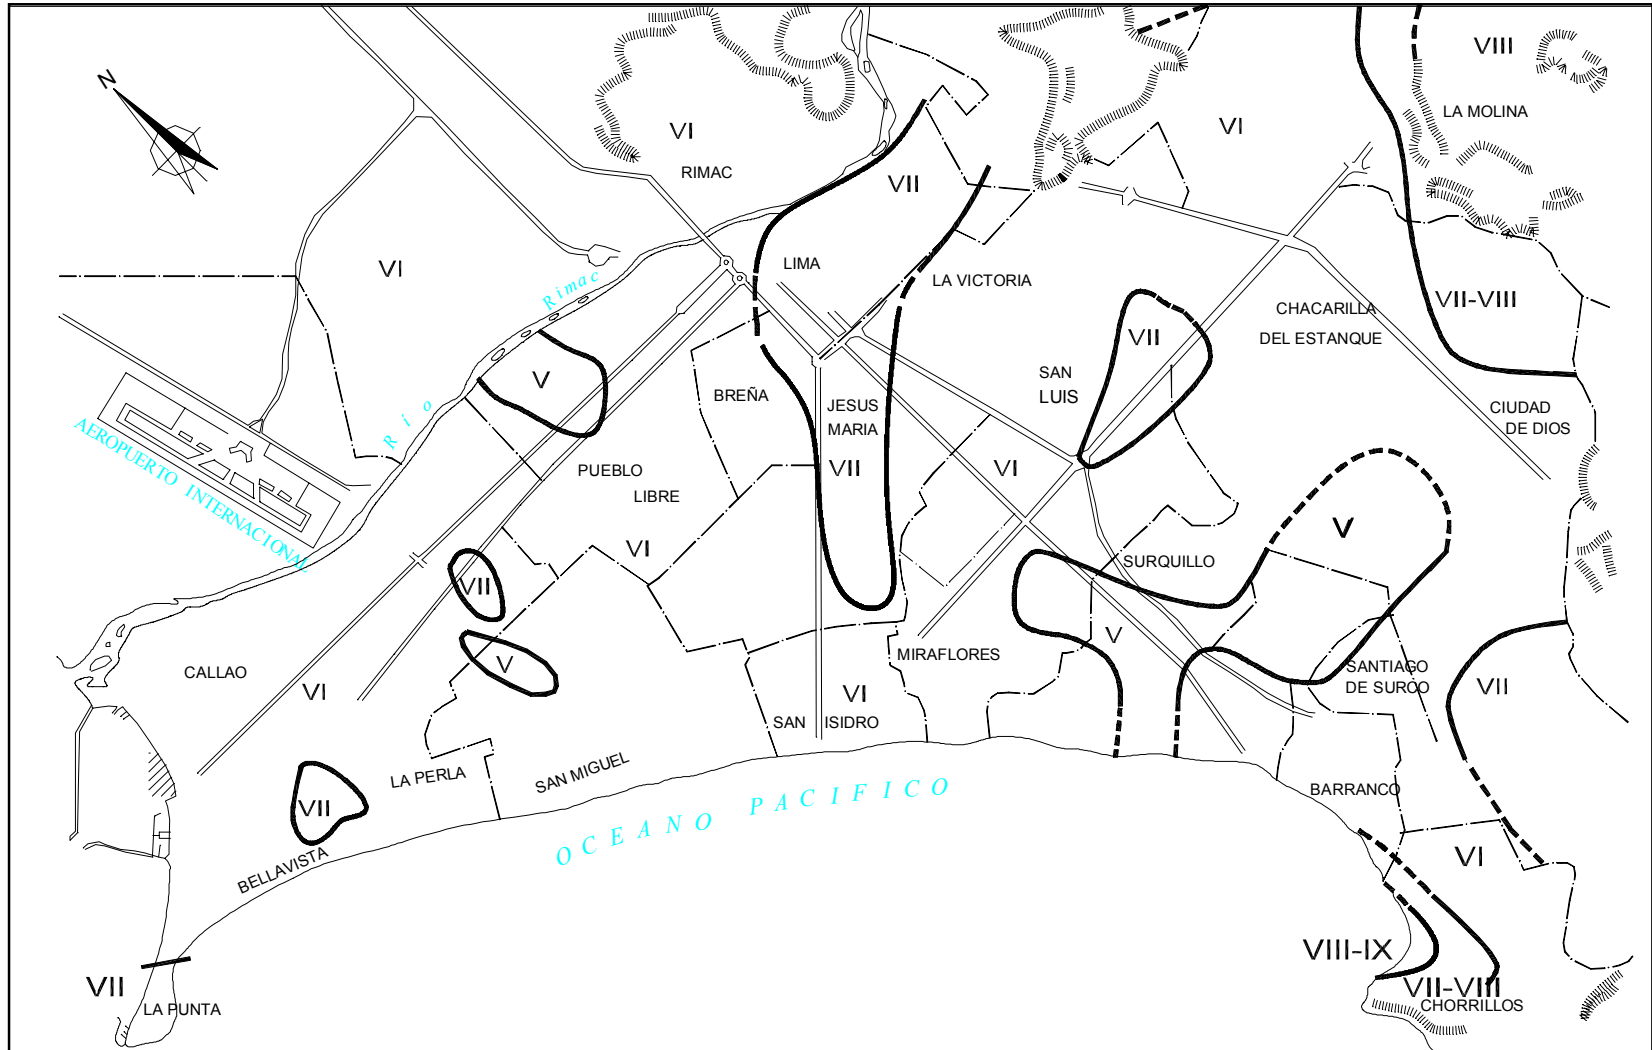 VIII
N
LA MOLINA
VI
VI
RIMAC
VII
VI
LIMA
LA VICTORIA
Rimac
VII-VIII
CHACARILLA
DEL ESTANQUE
VII
V
SAN
LUIS
BREÑA
JESUS
MARIA
CIUDAD
DE DIOS
Rio
AEROPUERTO INTERNACIONAL
PUEBLO
LIBRE
VII
VI
V
VI
SURQUILLO
VII
V
V
MIRAFLORES
CALLAO
VI
VI
SANTIAGO
DE SURCO
VII
SAN ISIDRO
LA PERLA
SAN MIGUEL
OCEANO PACIFICO
BARRANCO
VII
BELLAVISTA
VI
VIII-IX
VII
VII-VIII
LA PUNTA
CHORRILLOS